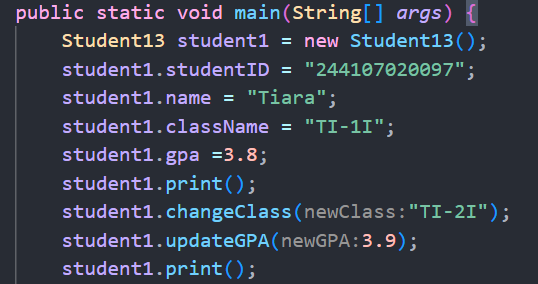 public static void main(String[] args) {
    Student13 student1 = new Student13();
    student1.studentID = "244107020097";
    student1.name = "Tiara";
    student1.className = "TI-1I";
    student1.gpa =3.8;
    student1.print();
    student1.changeClass(newClass:"TI-2I");
    student1.updateGPA(newGPA:3.9);
    student1.print();